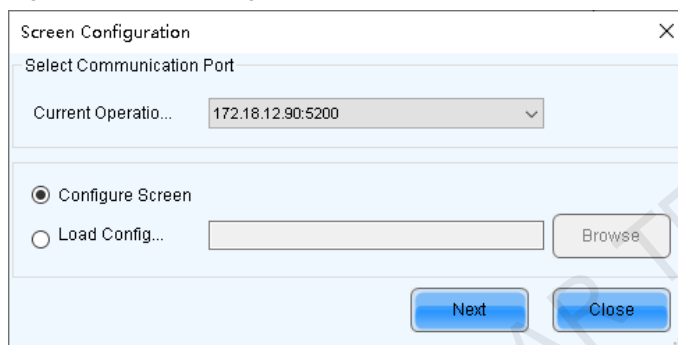 Screen Configuration
Select Communication Port
Current Operatio... 172.18.12.90:5200
Configure Screen
Load Config... Browse
Next Close